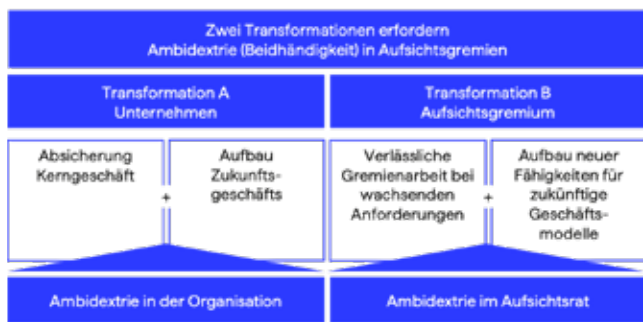 Zwei Transformationen erfordern
Ambidextrie (Beidhändigkeit) in Aufsichtsgremien
Transformation A
Unternehmen
Transformation B
Aufsichtsgremium
Absicherung
Kerngeschäft
+
Aufbau
Zukunfts-
geschäfts
Verlässliche
Gremienarbeit bei
wachsenden
Anforderungen
+
Aufbau neuer
Fähigkeiten für
zukünftige
Geschäfts-
modelle
Ambidextrie in der Organisation
Ambidextrie im Aufsichtsrat